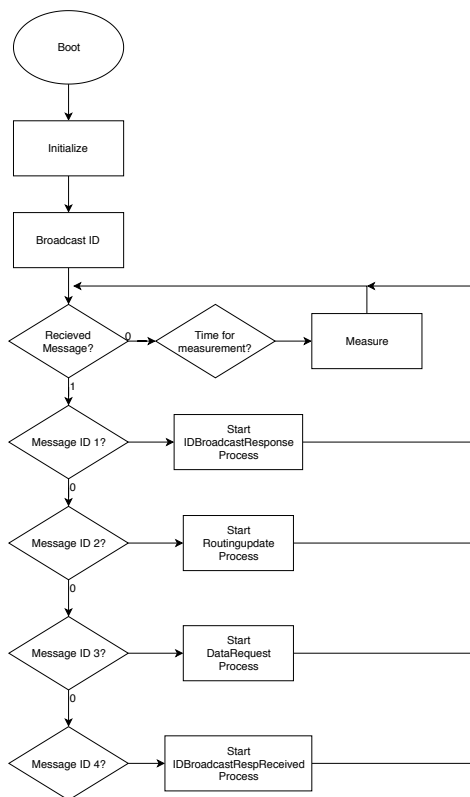 Boot
Initialize
Broadcast ID
Recieved
Message?
0
Time for
measurement?
Measure
1
Message ID 1?
Start
IDBroadcastResponse
Process
0
Message ID 2?
Start
Routingupdate
Process
0
Message ID 3?
Start
DataRequest
Process
0
Message ID 4?
Start
IDBroadcastRespReceived
Process